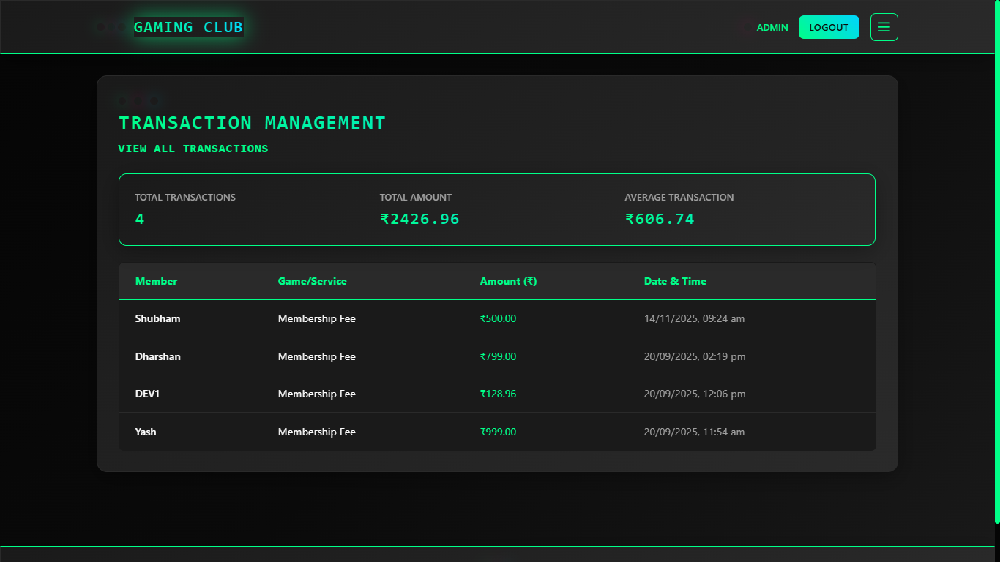 GAMING CLUB ADMIN LOGOUT
TRANSACTION MANAGEMENT
VIEW ALL TRANSACTIONS
TOTAL TRANSACTIONS TOTAL AMOUNT AVERAGE TRANSACTION
4 ₹2426.96 ₹606.74
Member Game/Service Amount (₹) Date & Time
Shubham Membership Fee ₹500.00 14/11/2025, 09:24 am
Dharshan Membership Fee ₹799.00 20/09/2025, 02:19 pm
DEV1 Membership Fee ₹128.96 20/09/2025, 12:06 pm
Yash Membership Fee ₹999.00 20/09/2025, 11:54 am